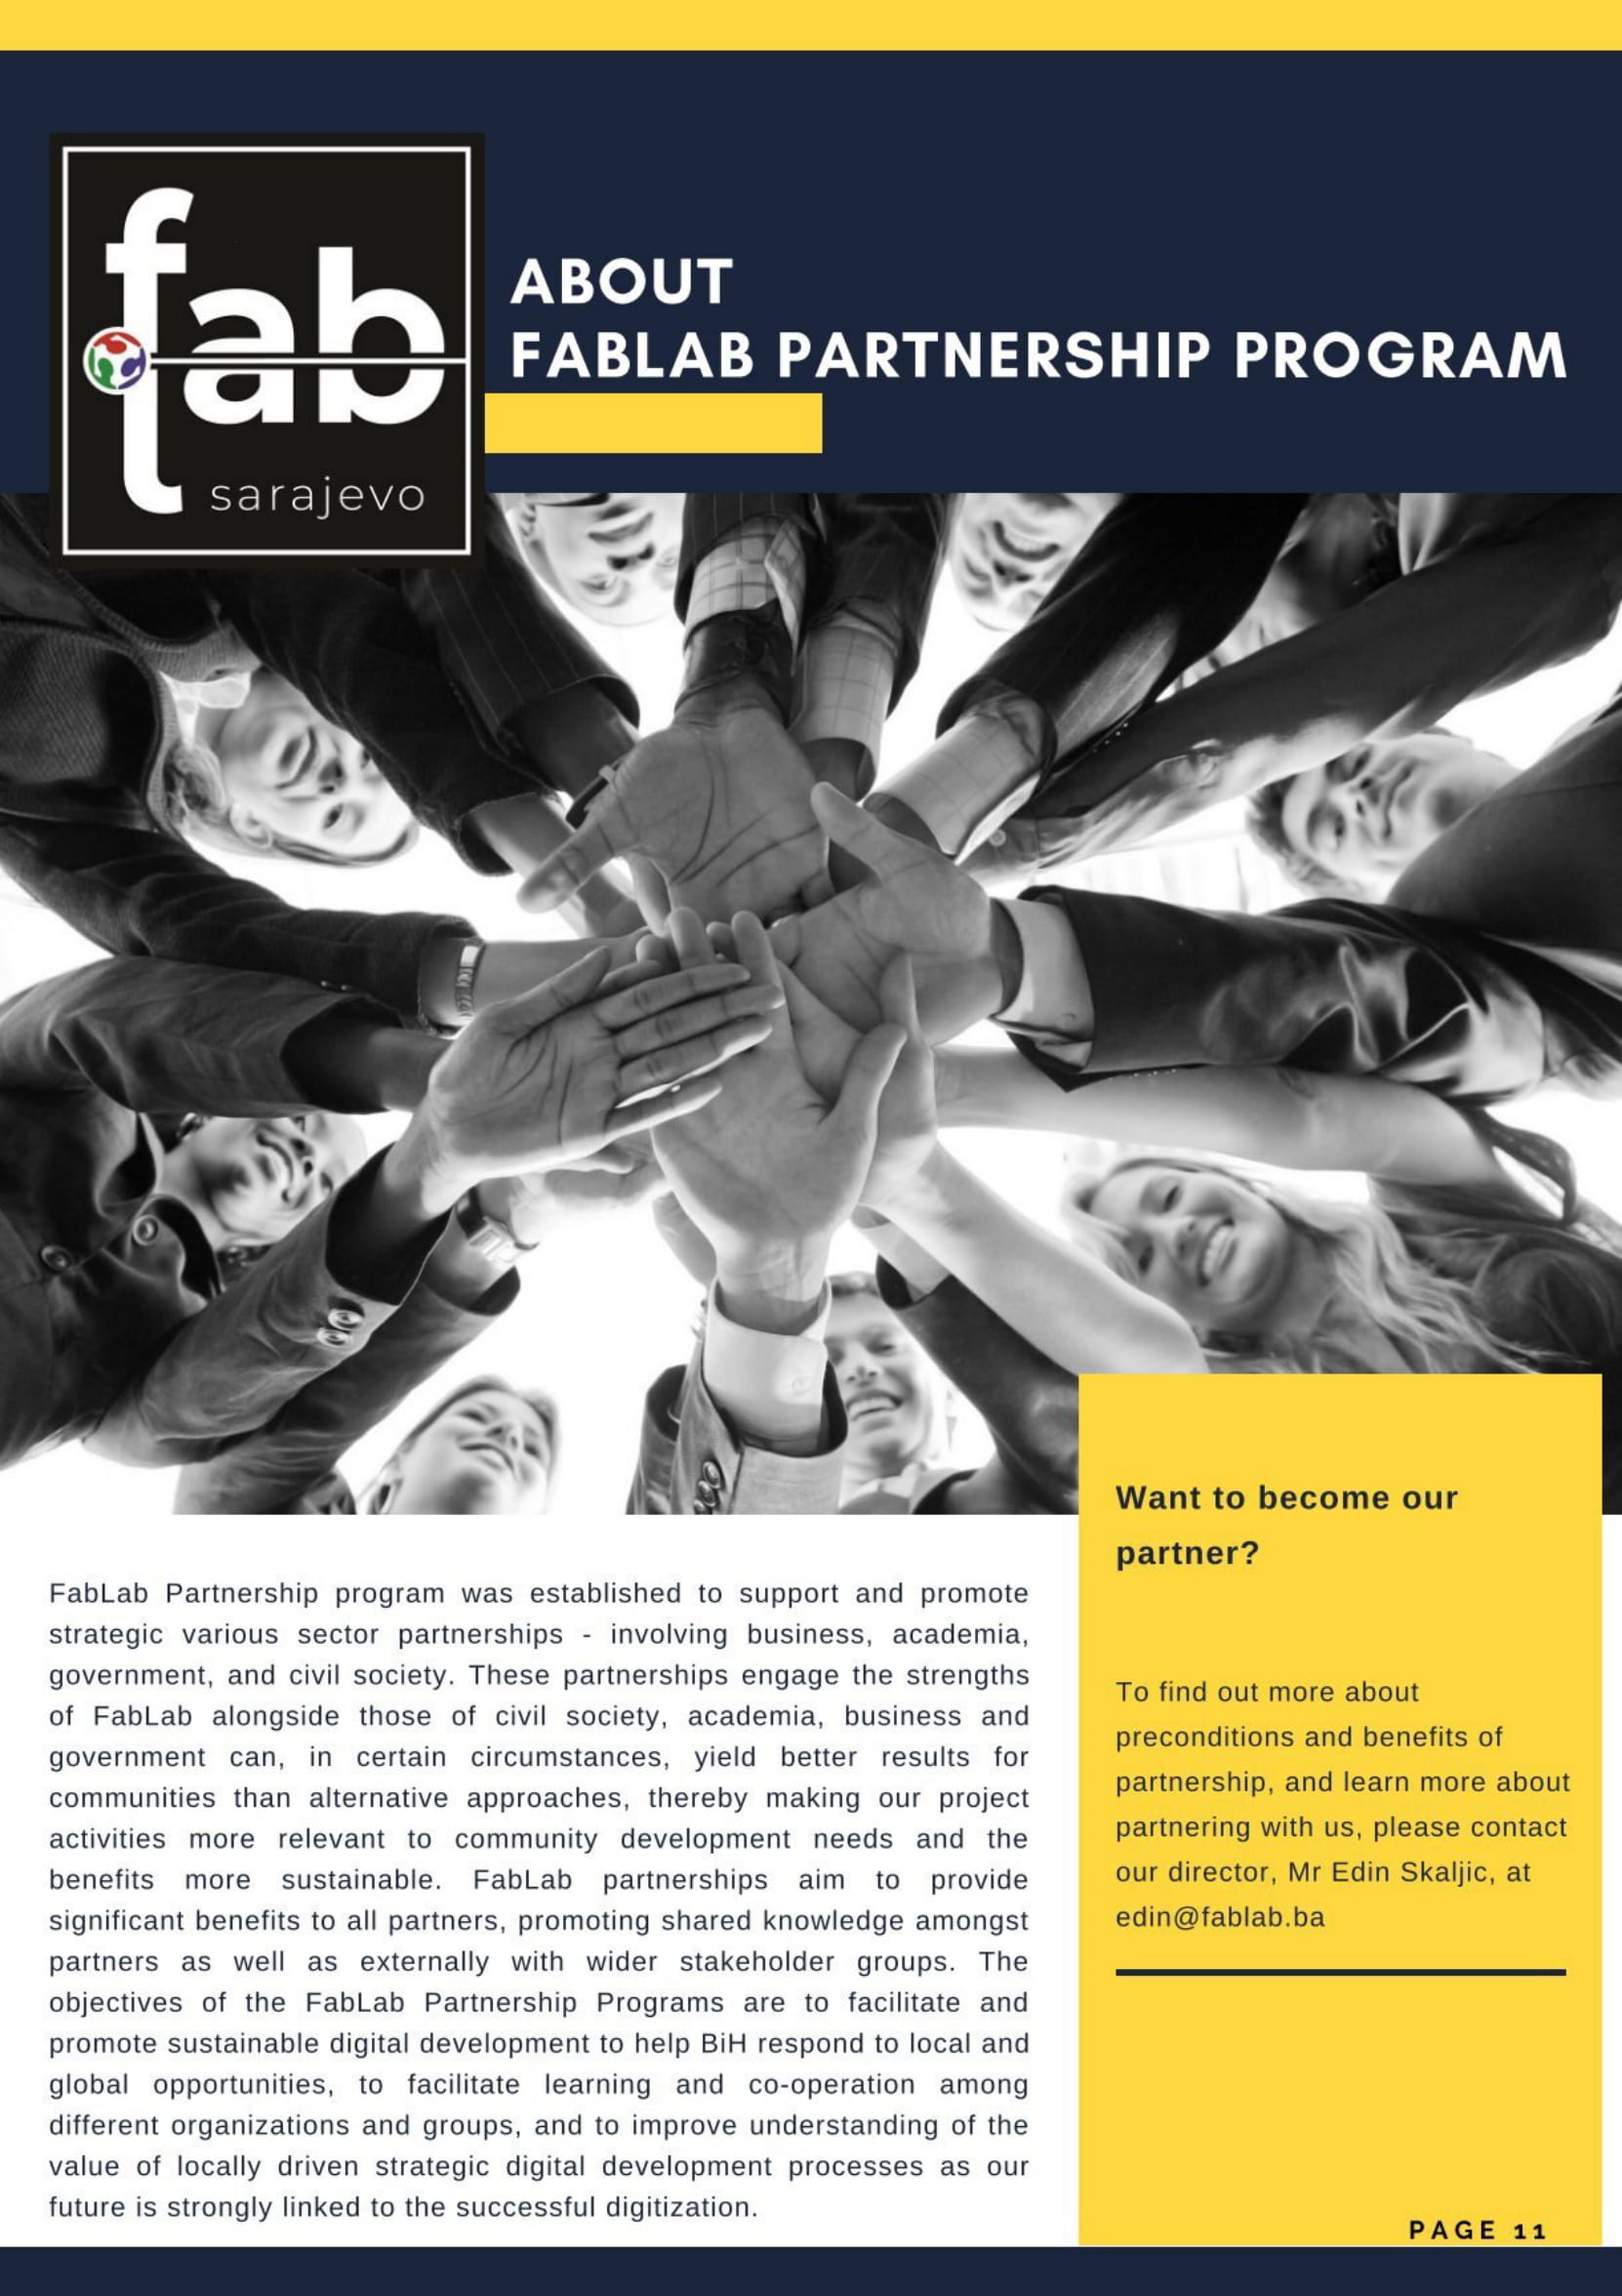 fab
l
sarajevo
ABOUT
FABLAB PARTNERSHIP PROGRAM
FabLab Partnership program was established to support and promote
strategic various sector partnerships - involving business, academia,
government, and civil society. These partnerships engage the strengths
of FabLab alongside those of civil society, academia, business and
government can, in certain circumstances, yield better results for
communities than alternative approaches, thereby making our project
activities more relevant to community development needs and the
benefits more sustainable. FabLab partnerships aim to provide
significant benefits to all partners, promoting shared knowledge amongst
partners as well as externally with wider stakeholder groups. The
objectives of the FabLab Partnership Programs are to facilitate and
promote sustainable digital development to help BiH respond to local and
global opportunities, to facilitate learning and co-operation among
different organizations and groups, and to improve understanding of the
value of locally driven strategic digital development processes as our
future is strongly linked to the successful digitization.
Want to become our
partner?
To find out more about
preconditions and benefits of
partnership, and learn more about
partnering with us, please contact
our director, Mr Edin Skaljic, at
edin@fablab.ba
PAGE 11